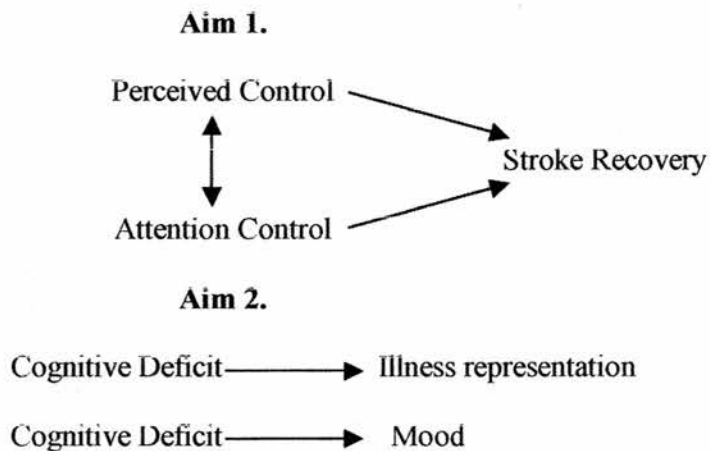 Aim 1.
Perceived Control
Stroke Recovery
Attention Control
Aim 2.
Cognitive Deficit Illness representation
Cognitive Deficit Mood